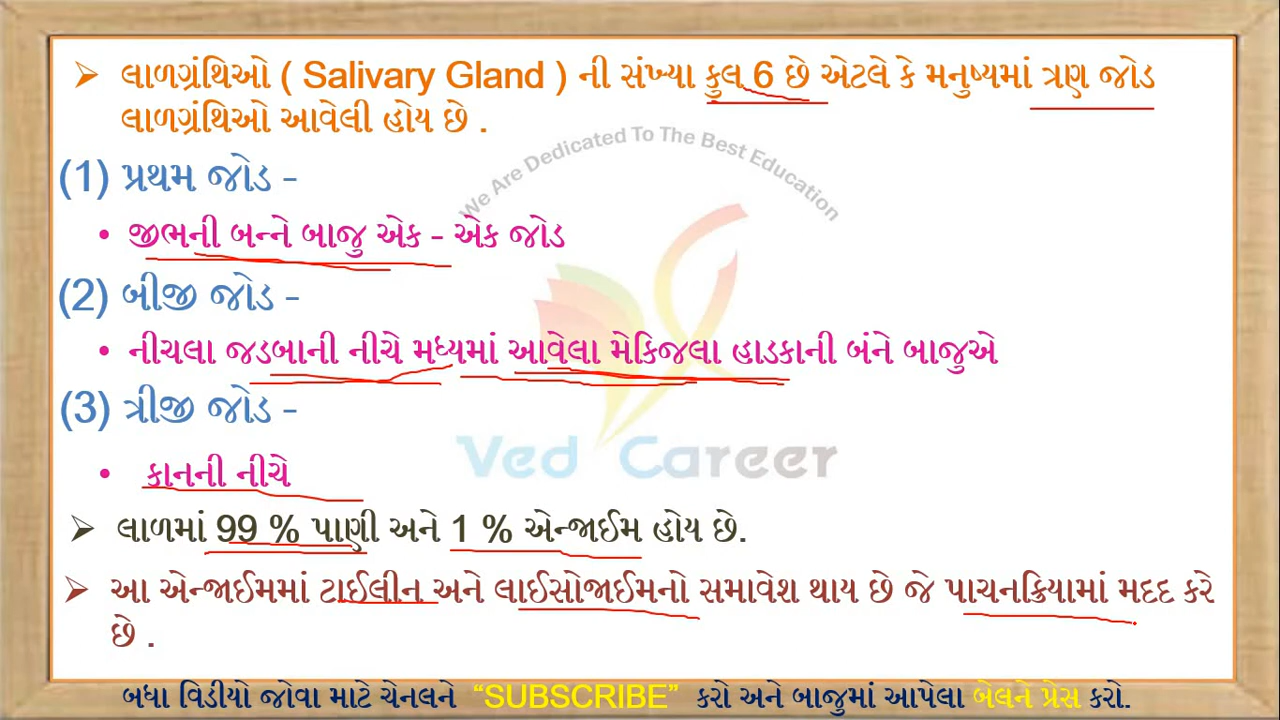 ➢ લાળગ્રંથિઓ ( Salivary Gland ) ની સંખ્યા કુલ 6 છે એટલે કે મનુષ્યમાં ત્રણ જોડ
લાળગ્રંથિઓ આવેલી હોય છે .
We Are Dedicated To The Best Education
(1) પ્રથમ જોડ -
• જીભની બન્ને બાજુ એક - એક જોડ
(2) બીજી જોડ -
• નીચલા જડબાની નીચે મધ્યમાં આવેલા મેકિજલા હાડકાની બંને બાજુએ
(3) ત્રીજી જોડ -
Ved Career
• કાનની નીચે
➢ લાળમાં 99 % પાણી અને 1 % એન્જાઈમ હોય છે.
➢ આ એન્જાઈમમાં ટાઈલીન અને લાઈસોજાઈમનો સમાવેશ થાય છે જે પાચનક્રિયામાં મદદ કરે
છે .
બધા વિડીયો જોવા માટે ચેનલને “SUBSCRIBE” કરો અને બાજુમાં આપેલા બેલને પ્રેસ કરો.